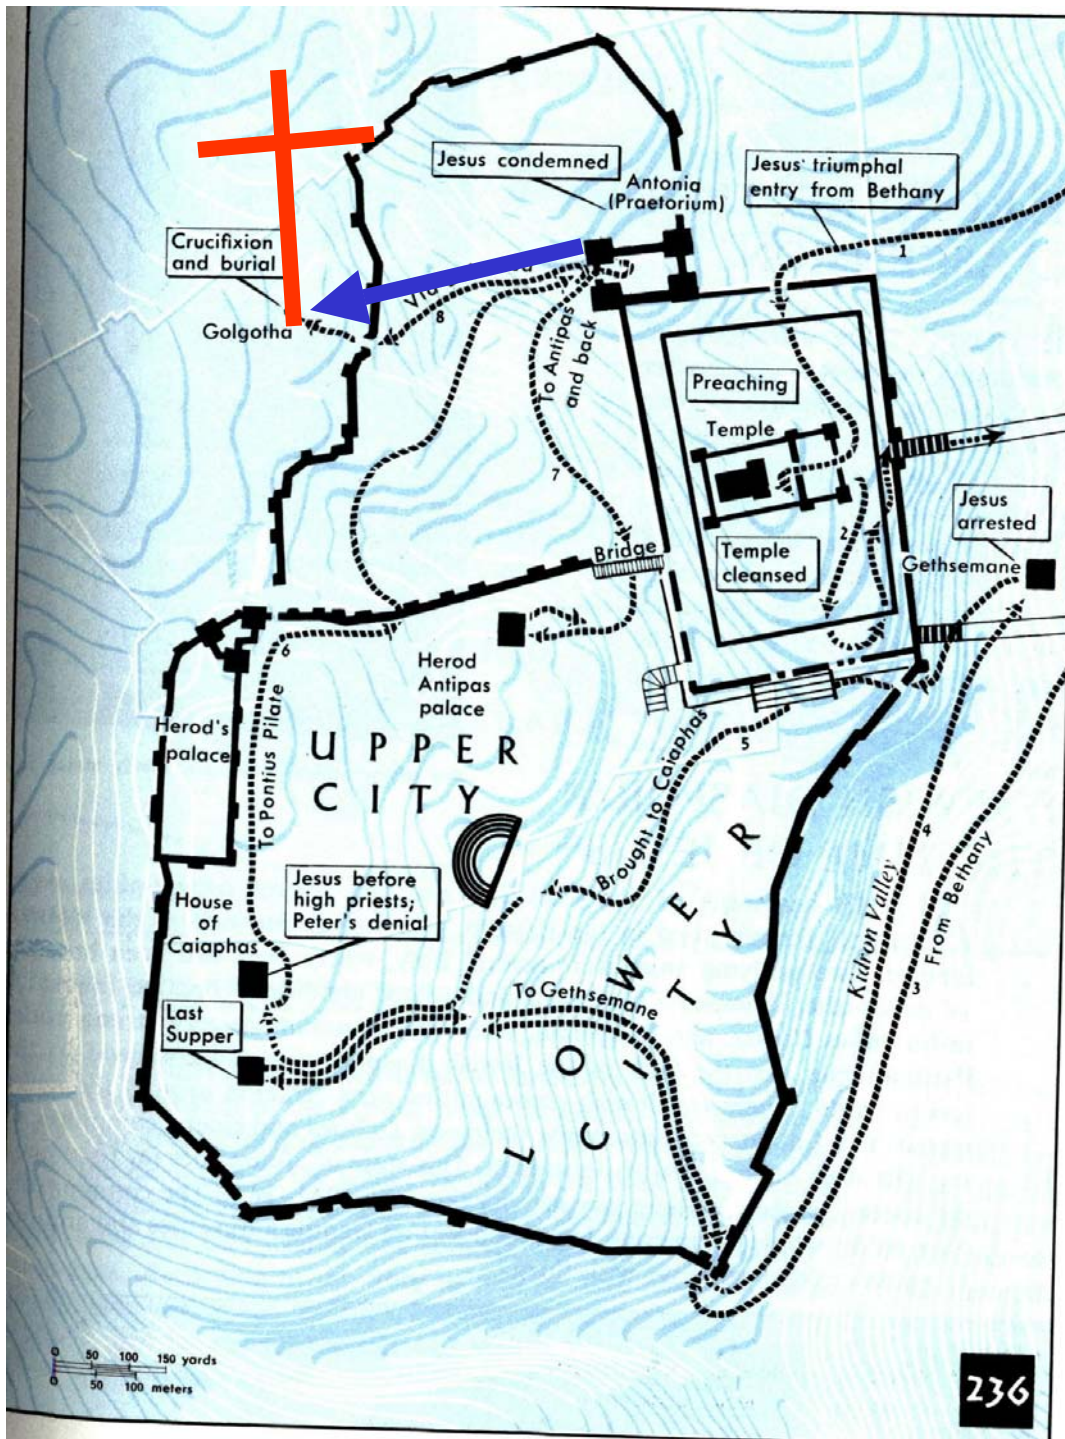 Jesus condemned
Antonia
(Praetorium)
Jesus' triumphal
entry from Bethany
1
Crucifixion
and burial
Golgotha
Via
8
To Antipas
and back
7
Preaching
Temple
2
Temple
cleansed
Jesus
arrested
Gethsemane
Bridge
6
Herod
Antipas
palace
Herod's
palace
To Pontius Pilate
UPPER
CITY
5
Brought to Caiaphas
LOWER
CITY
4
Kidron Valley
From Bethany
3
Jesus before
high priests;
Peter's denial
House
of
Caiaphas
Last
Supper
To Gethsemane
0 50 100 150 yards
0 50 100 meters
236